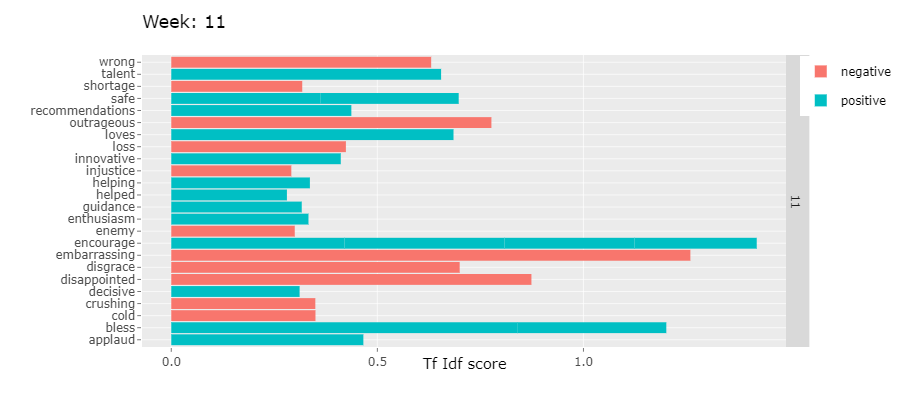 Week: 11
wrong
talent
shortage
safe
recommendations
outrageous
loves
loss
innovative
injustice
helping
helped
guidance
enthusiasm
enemy
encourage
embarrassing
disgrace
disappointed
decisive
crushing
cold
bless
applaud
0.0
0.5
1.0
Tf Idf score
11
negative
positive